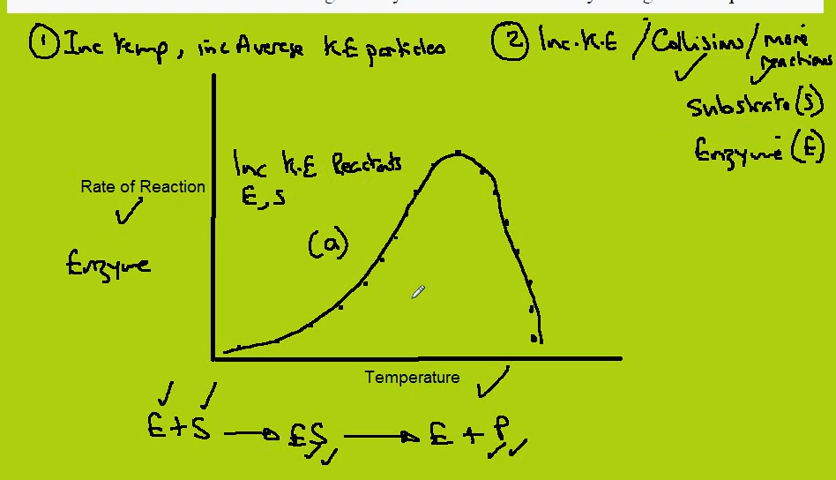 ① Inc temp, inc Average K.E particles
② Inc. K.E / Collisions / more reactions
Substrate (S)
Enzyme (E)
Inc K.E Reactants
E, S
Rate of Reaction
(a)
Enzyme
Temperature
E + S → ES → E + P